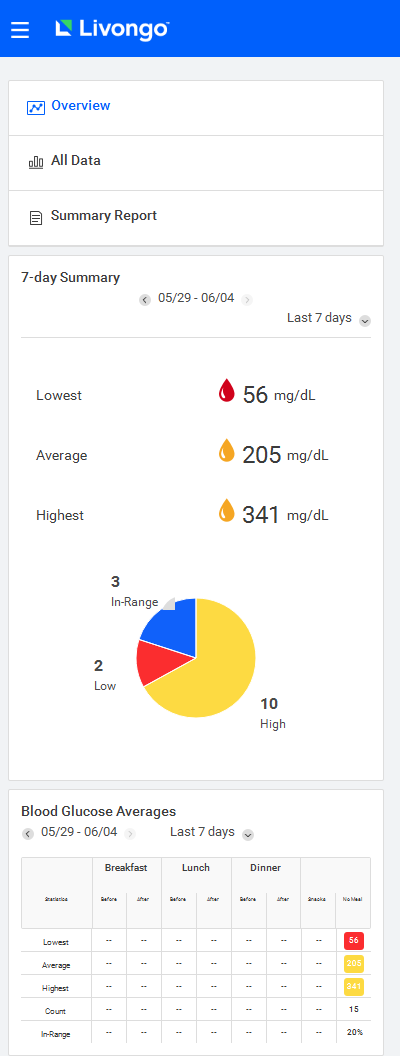 Livongo
Overview
All Data
Summary Report
7-day Summary
05/29 - 06/04
Last 7 days
Lowest 56 mg/dL
Average 205 mg/dL
Highest 341 mg/dL
3
In-Range
2
Low
10
High
Blood Glucose Averages
05/29 - 06/04 Last 7 days
Breakfast Lunch Dinner
Statistics Before After Before After Before After Snacks No Meal
Lowest -- -- -- -- -- -- -- 56
Average -- -- -- -- -- -- -- 205
Highest -- -- -- -- -- -- -- 341
Count -- -- -- -- -- -- -- 15
In-Range -- -- -- -- -- -- -- 20%